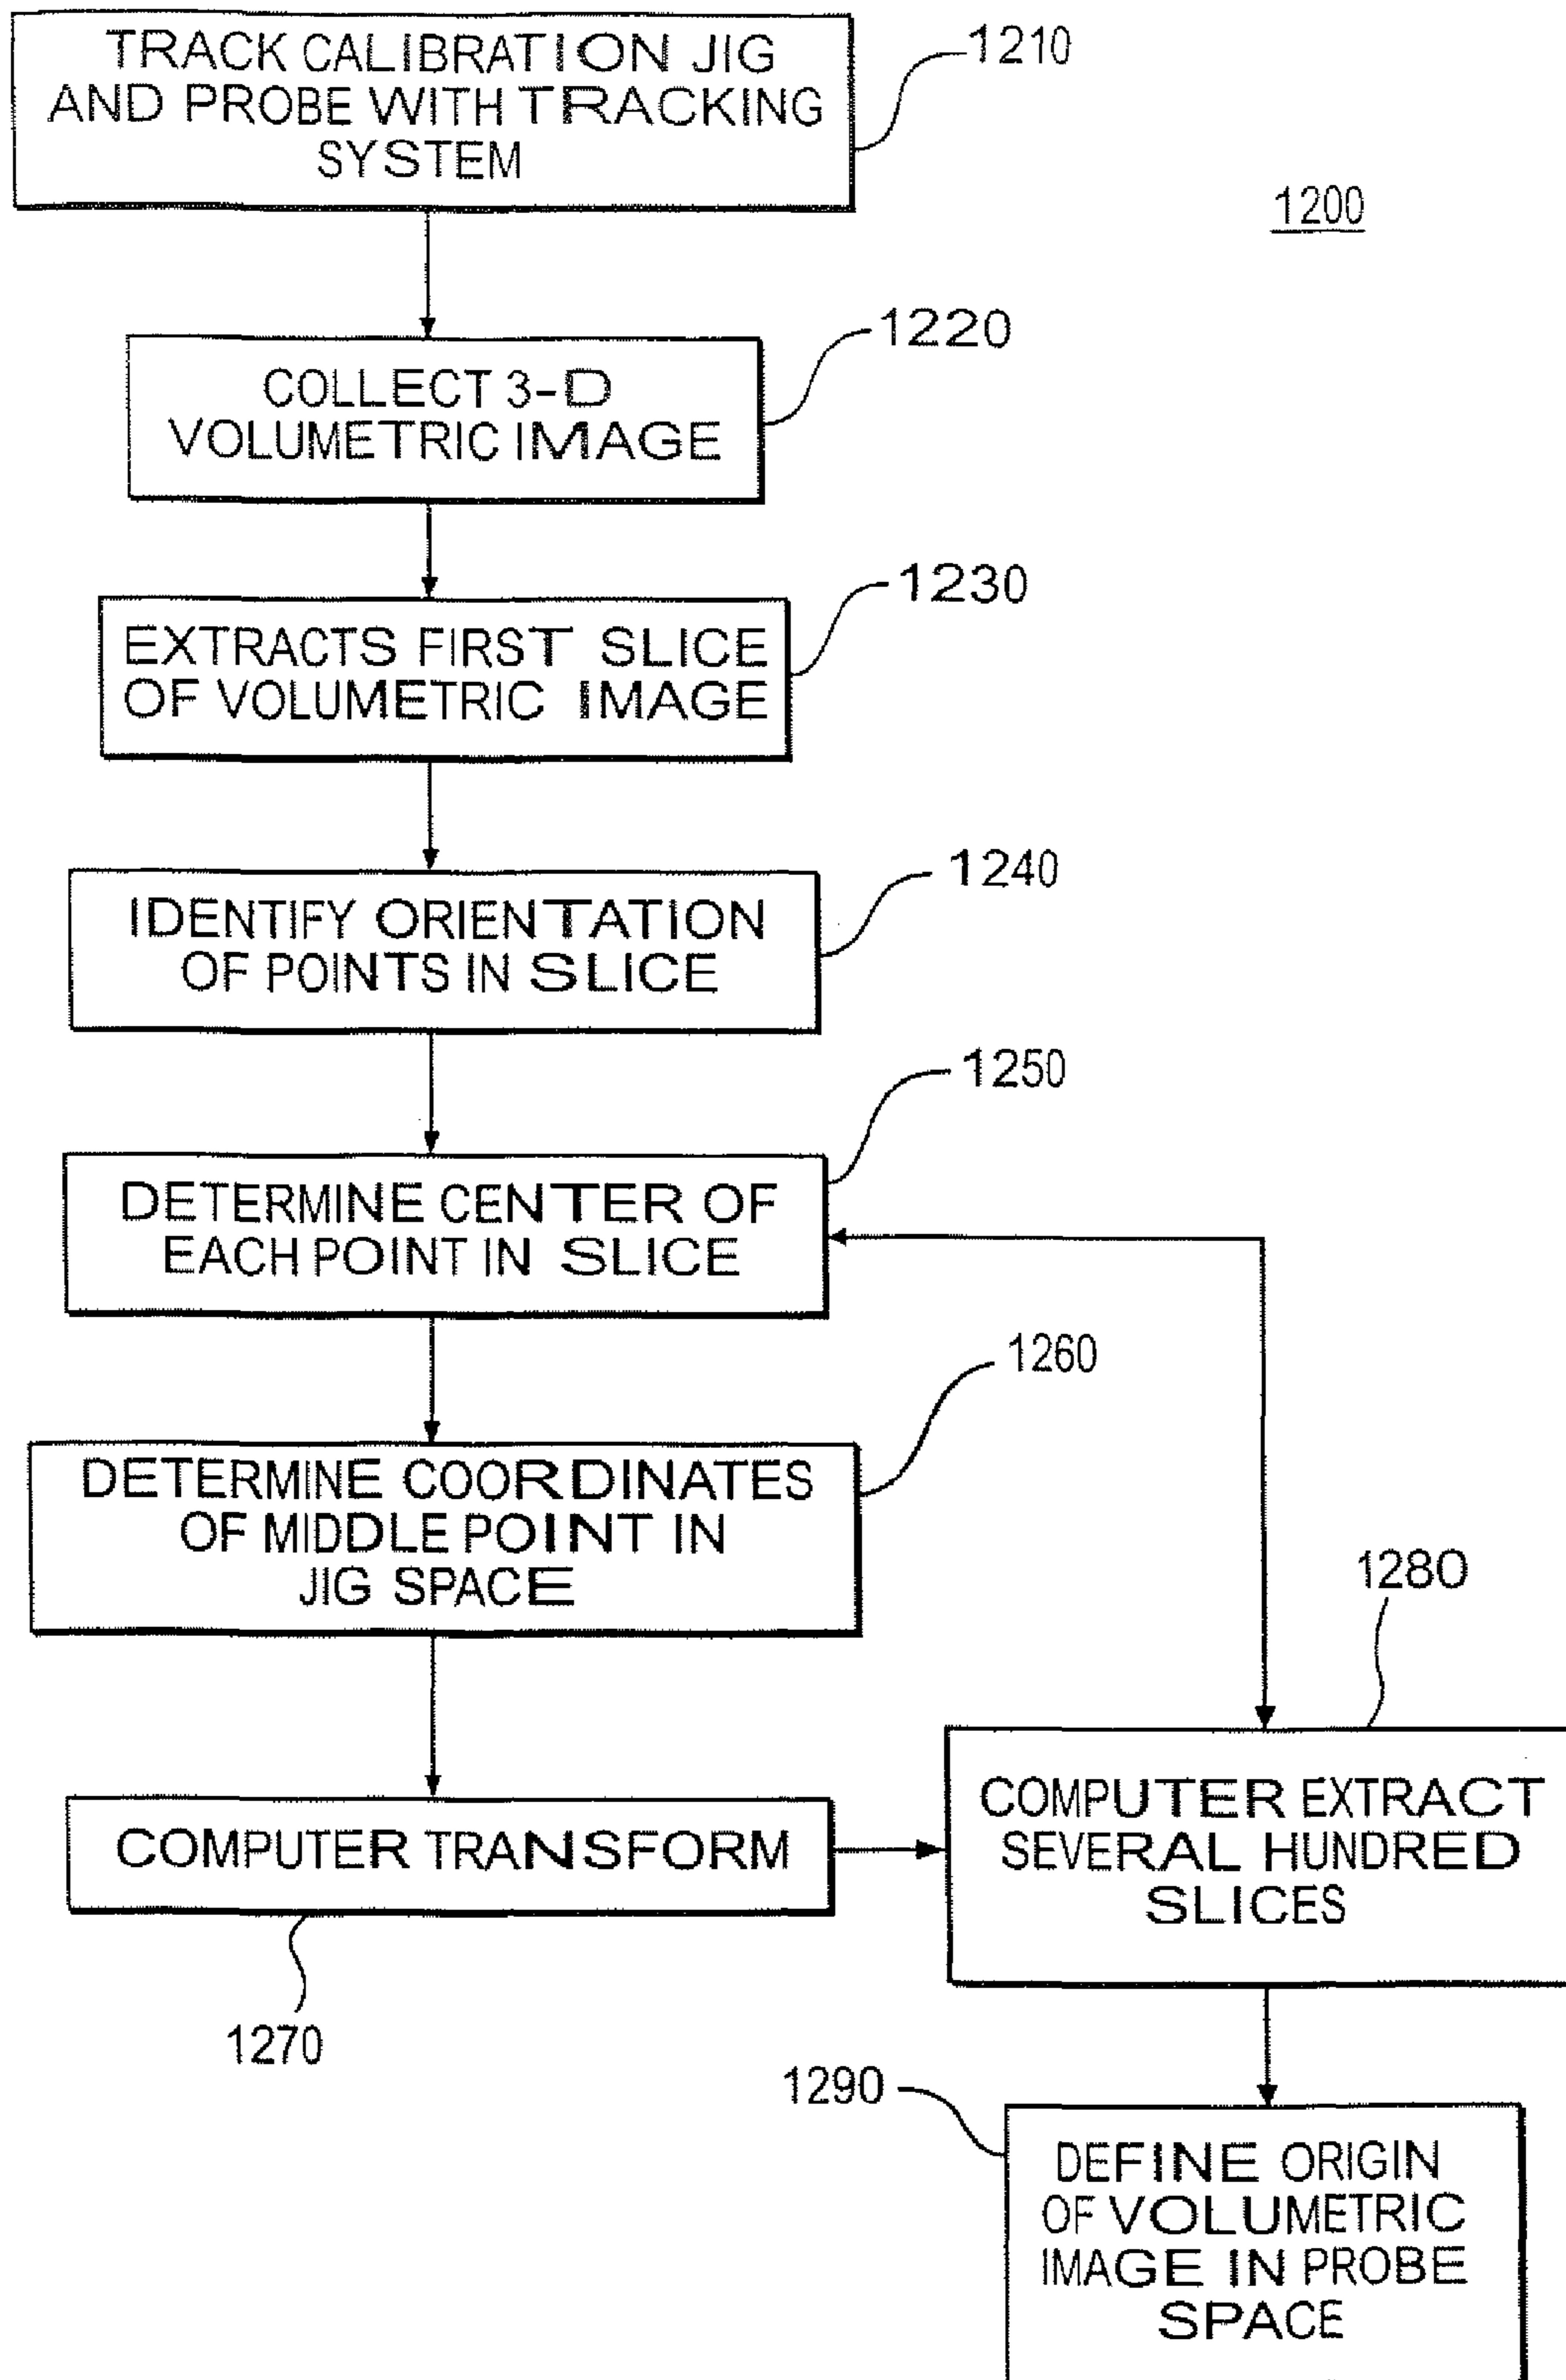 TRACK CALIBRATION JIG
AND PROBE WITH TRACKING
SYSTEM
1210
1200
1220
COLLECT 3-D
VOLUMETRIC IMAGE
1230
EXTRACTS FIRST SLICE
OF VOLUMETRIC IMAGE
1240
IDENTIFY ORIENTATION
OF POINTS IN SLICE
1250
DETERMINE CENTER OF
EACH POINT IN SLICE
1260
DETERMINE COORDINATES
OF MIDDLE POINT IN
JIG SPACE
1280
COMPUTER TRANSFORM
1270
COMPUTER EXTRACT
SEVERAL HUNDRED
SLICES
1290
DEFINE ORIGIN
OF VOLUMETRIC
IMAGE IN PROBE
SPACE